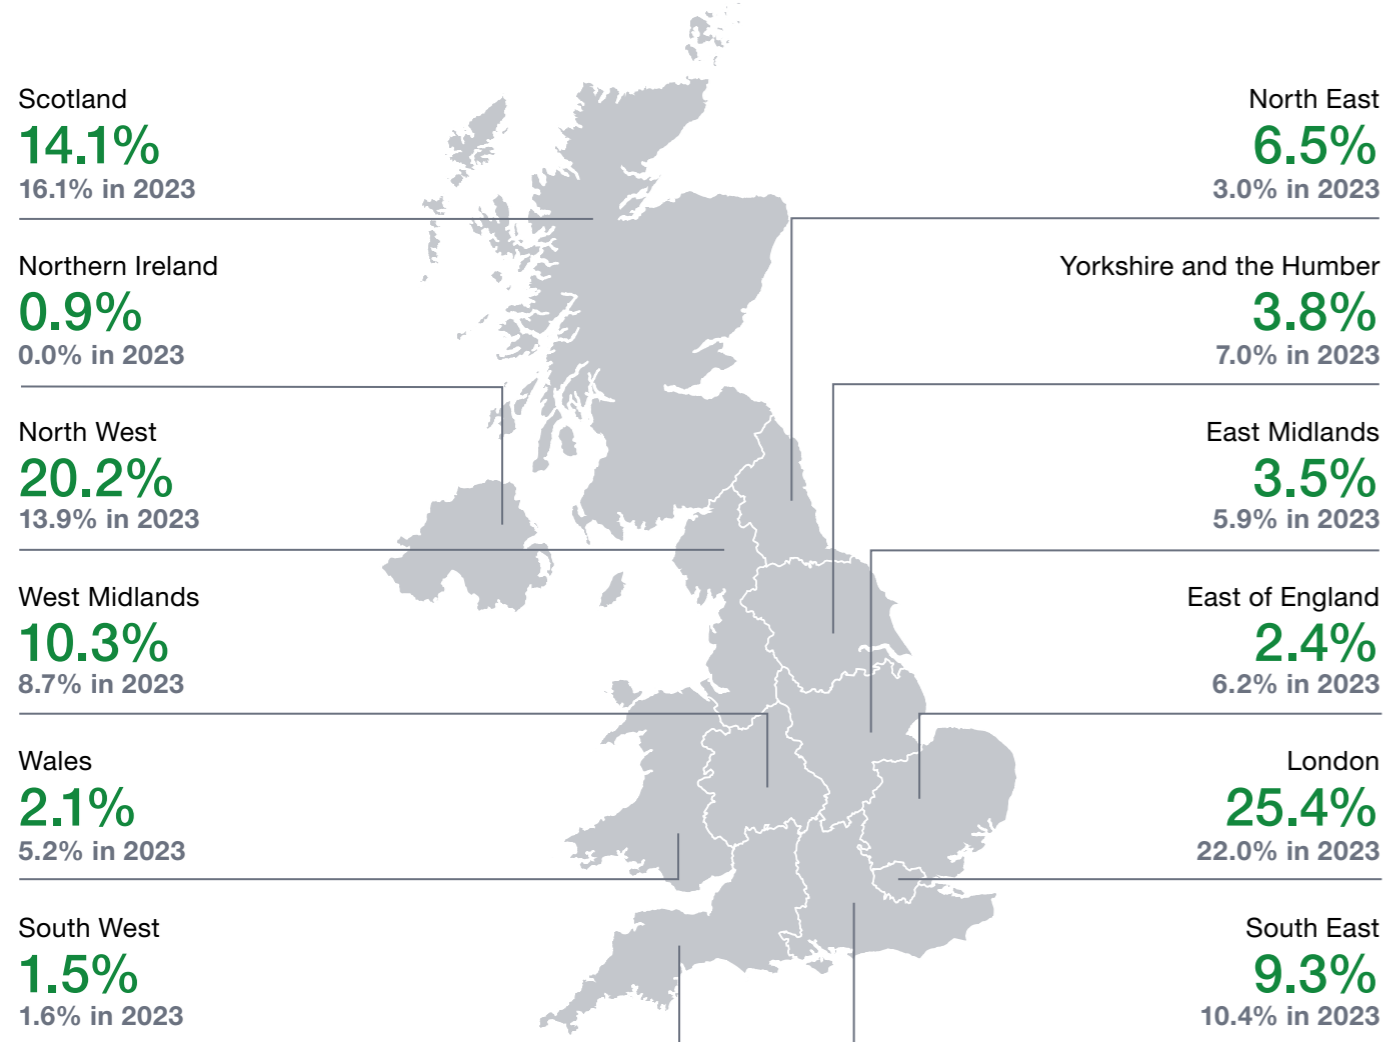 Scotland
14.1%
16.1% in 2023
Northern Ireland
0.9%
0.0% in 2023
North West
20.2%
13.9% in 2023
West Midlands
10.3%
8.7% in 2023
Wales
2.1%
5.2% in 2023
South West
1.5%
1.6% in 2023
North East
6.5%
3.0% in 2023
Yorkshire and the Humber
3.8%
7.0% in 2023
East Midlands
3.5%
5.9% in 2023
East of England
2.4%
6.2% in 2023
London
25.4%
22.0% in 2023
South East
9.3%
10.4% in 2023